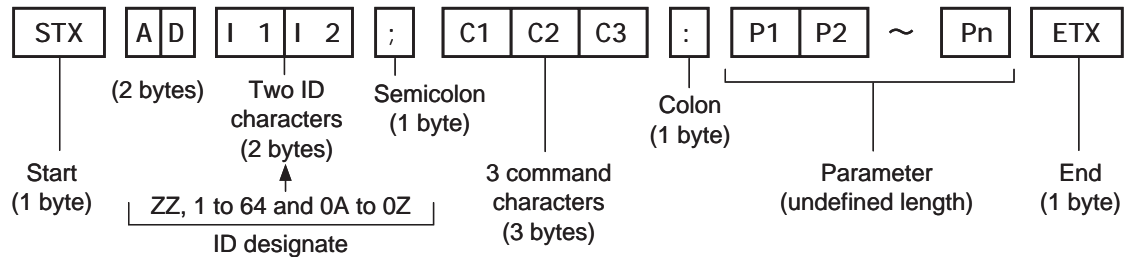 STX A D I 1 I 2 ; C1 C2 C3 : P1 P2 ～ Pn ETX
(2 bytes)
Two ID
characters
(2 bytes)
Semicolon
(1 byte)
Colon
(1 byte)
Start
(1 byte)
ZZ, 1 to 64 and 0A to 0Z
ID designate
3 command
characters
(3 bytes)
Parameter
(undefined length)
End
(1 byte)